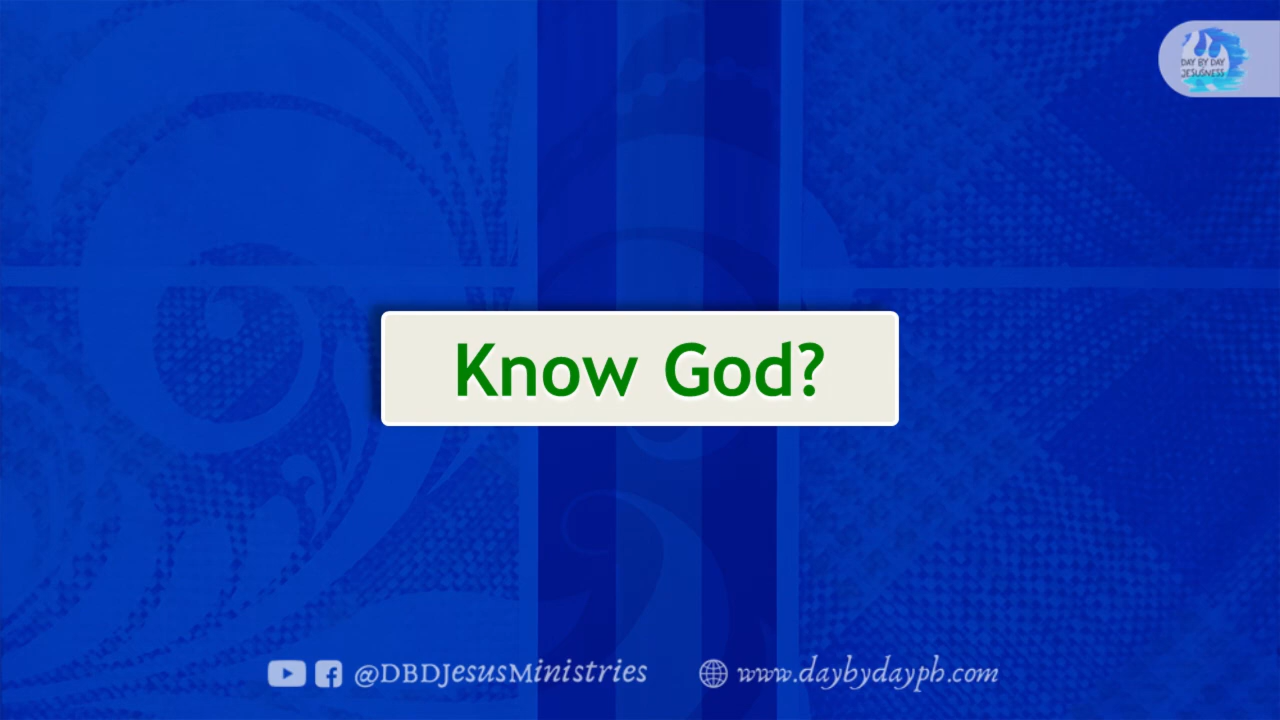 DAY BY DAY
JESUSNESS
Know God?
@DBDJesusMinistries
www.daybydayph.com